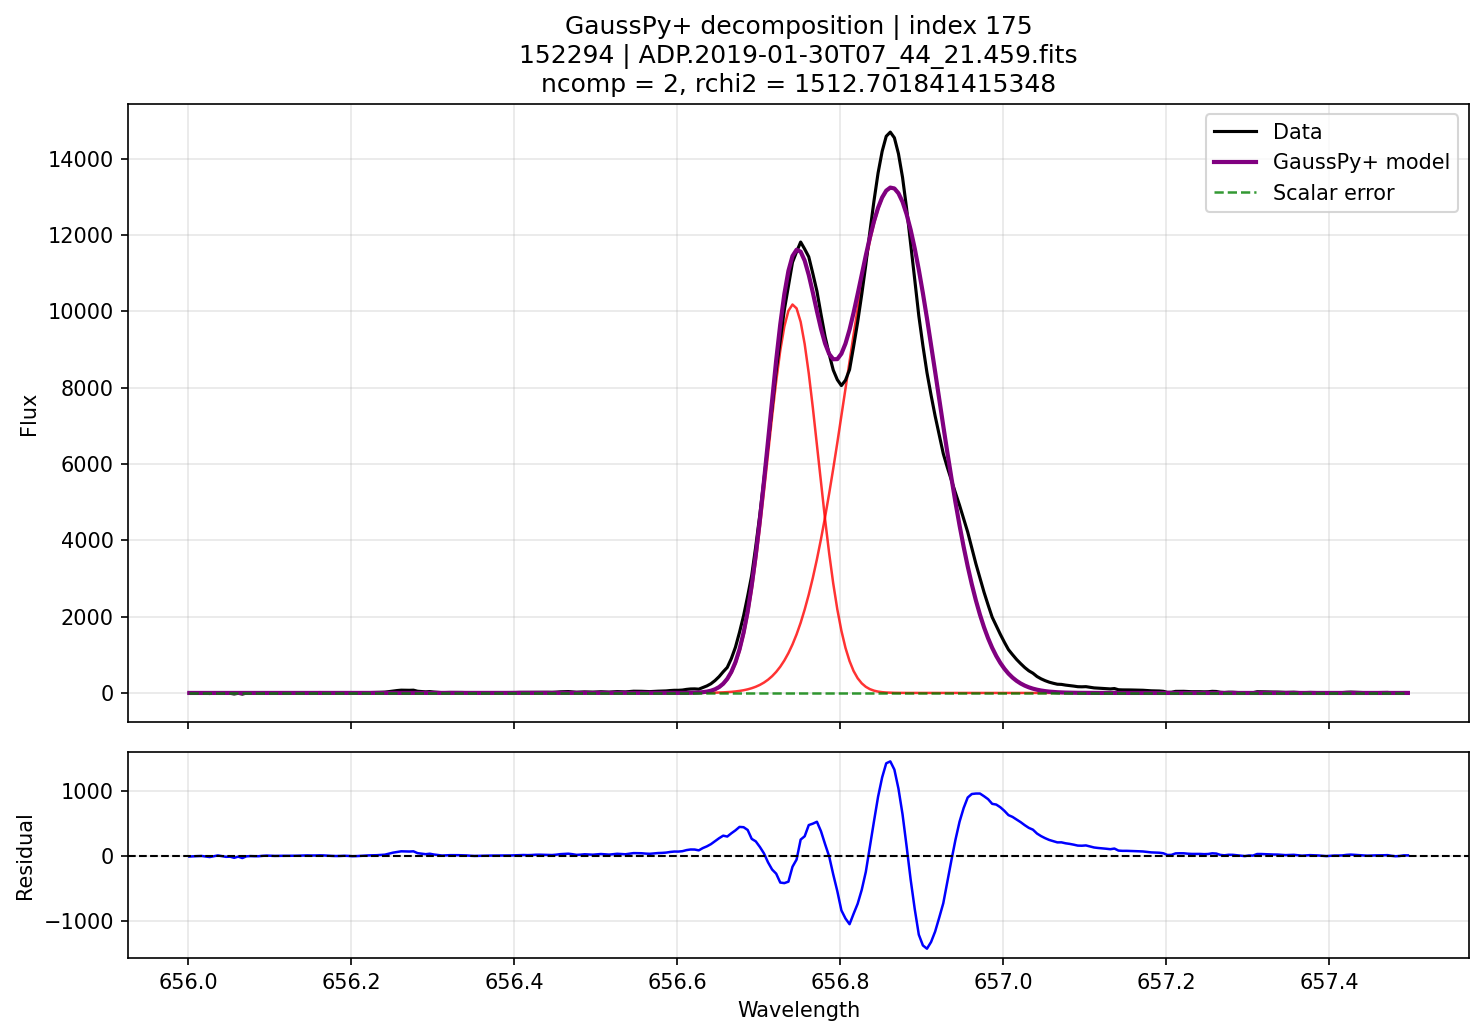 GaussPy+ decomposition | index 175
152294 | ADP.2019-01-30T07_44_21.459.fits
ncomp = 2, rchi2 = 1512.701841415348
Data
GaussPy+ model
Scalar error
Flux
14000
12000
10000
8000
6000
4000
2000
0
Residual
1000
0
−1000
656.0
656.2
656.4
656.6
656.8
657.0
657.2
657.4
Wavelength